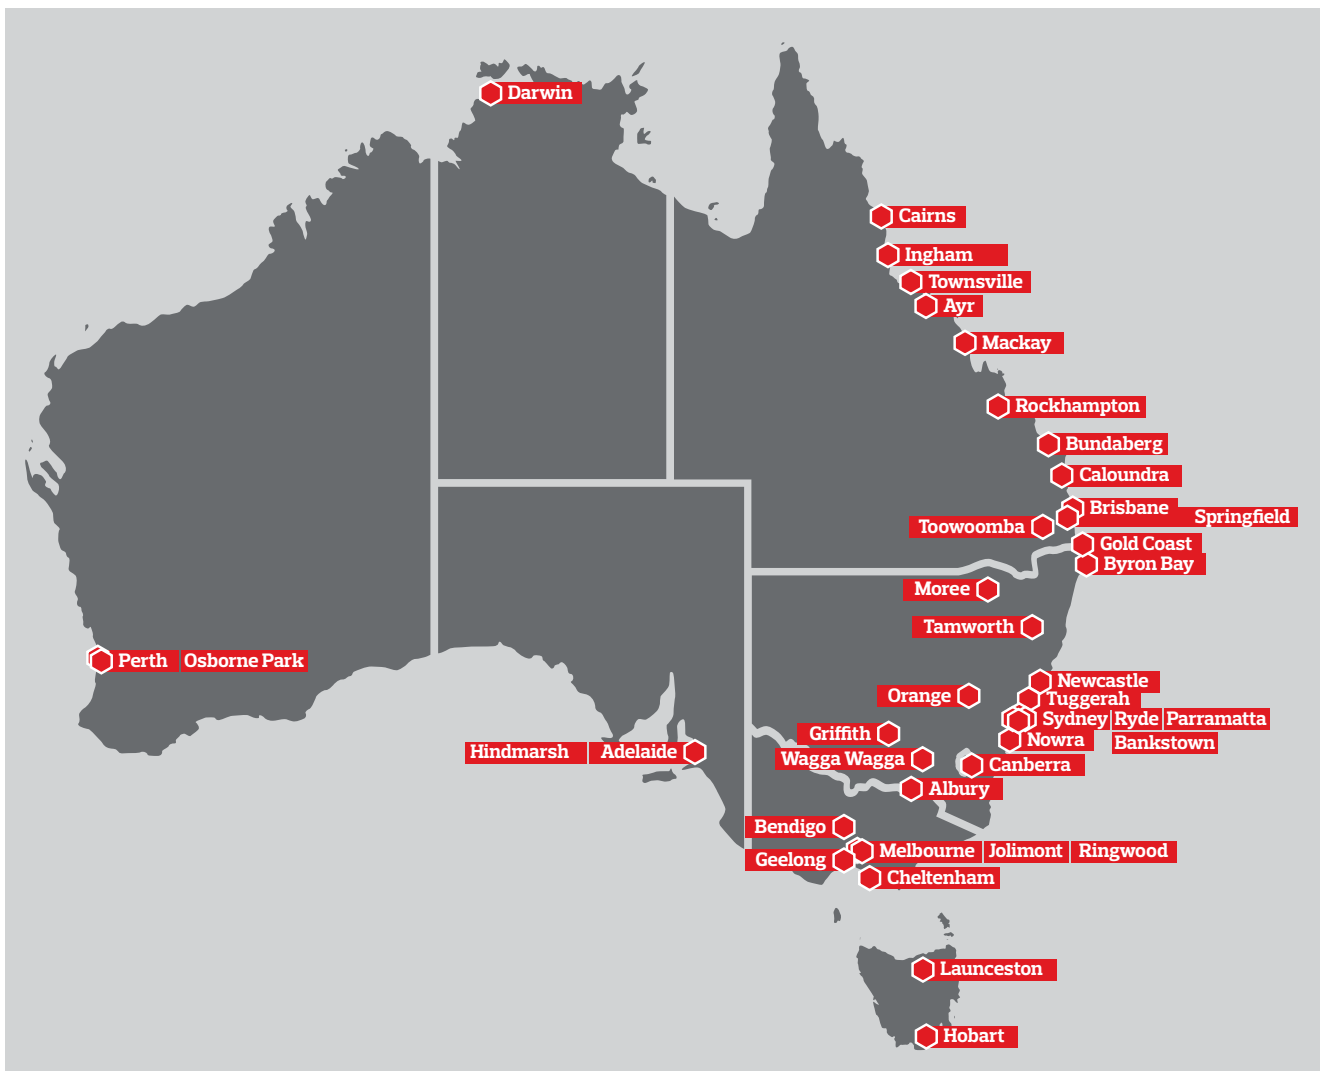 Darwin
Cairns
Ingham
Townsville
Ayr
Mackay
Rockhampton
Bundaberg
Caloundra
Brisbane
Springfield
Toowoomba
Gold Coast
Byron Bay
Moree
Tamworth
Perth Osborne Park
Newcastle
Orange Tuggerah
Sydney Ryde Parramatta
Griffith
Nowra Bankstown
Hindmarsh Adelaide
Wagga Wagga
Canberra
Albury
Bendigo
Melbourne Jolimont Ringwood
Geelong
Cheltenham
Launceston
Hobart